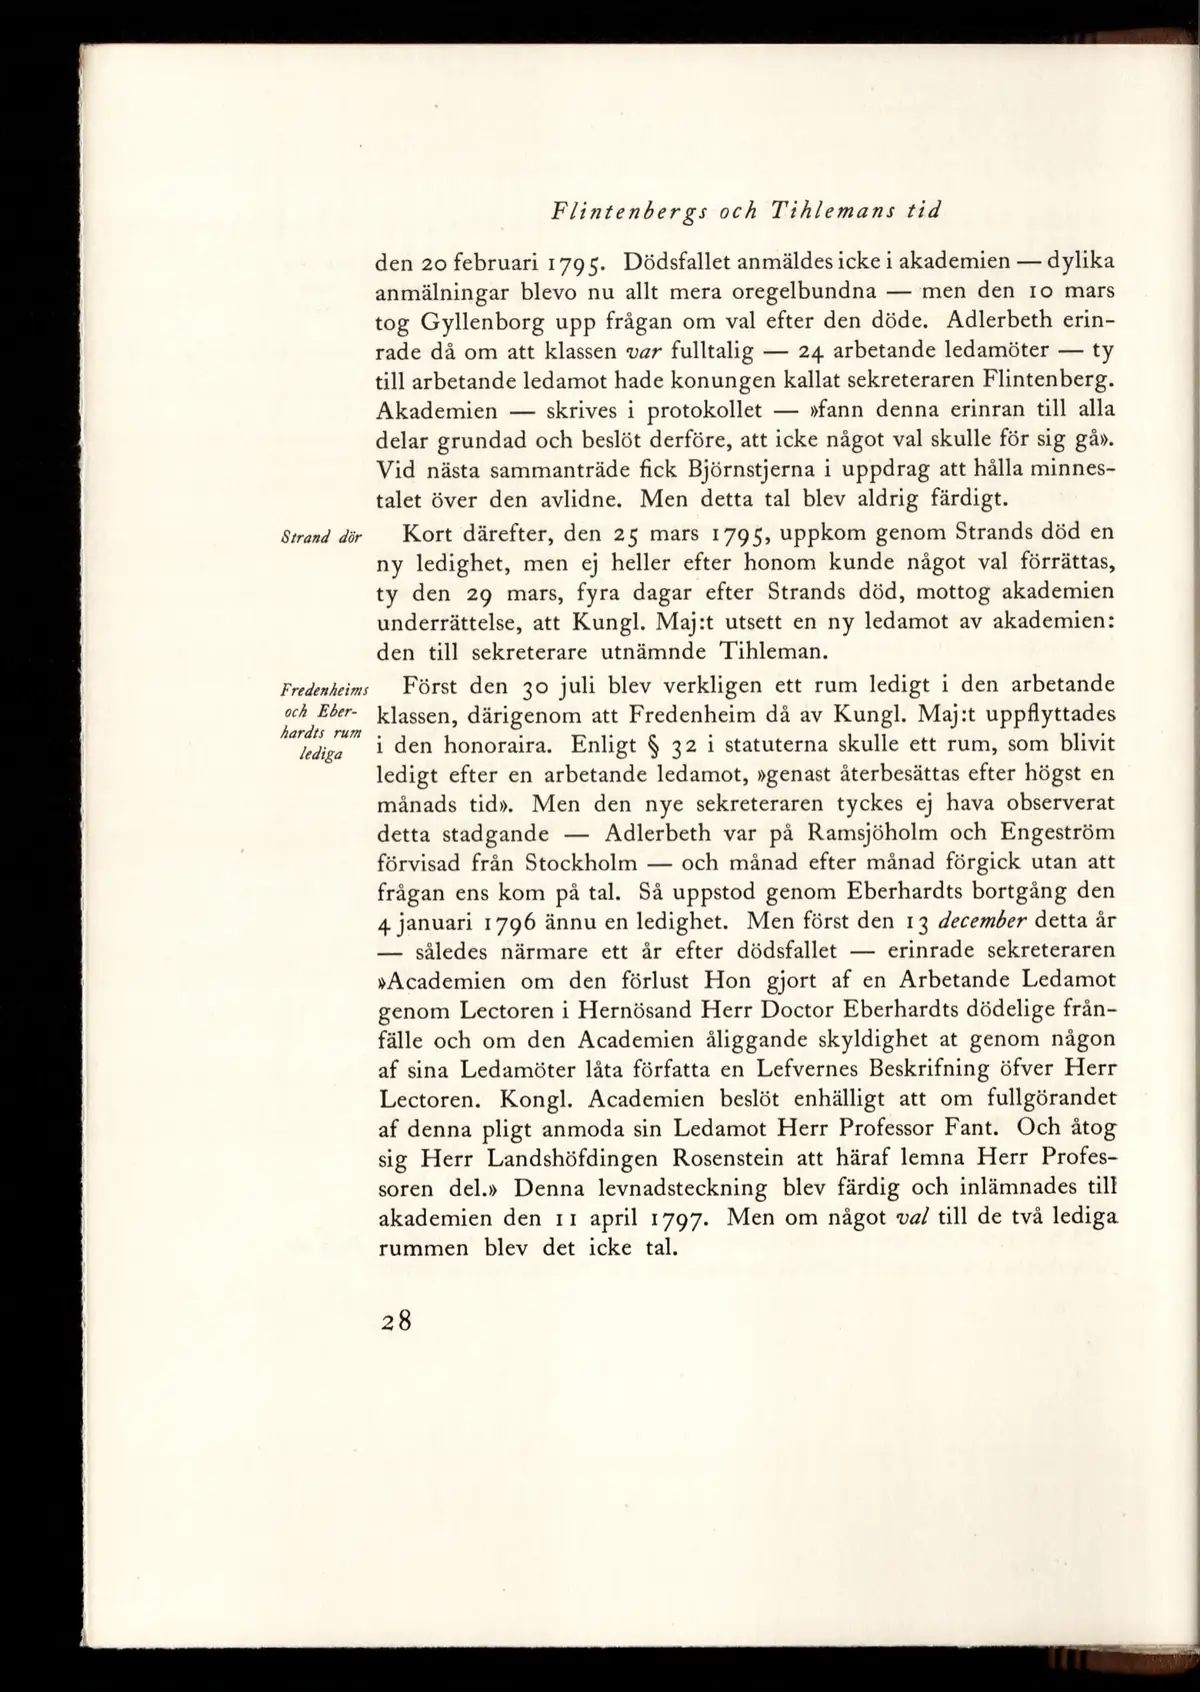 Flintenbergs och Tihlemans tid
den 20 februari 1795. Dödsfallet anmäldes icke i akademien — dylika
anmälningar blevo nu allt mera oregelbundna — men den 10 mars
tog Gyllenborg upp frågan om val efter den döde. Adlerbeth erin-
rade då om att klassen var fulltalig — 24 arbetande ledamöter — ty
till arbetande ledamot hade konungen kallat sekreteraren Flintenberg.
Akademien — skrives i protokollet — »fann denna erinran till alla
delar grundad och beslöt derföre, att icke något val skulle för sig gå».
Vid nästa sammanträde fick Björnstjerna i uppdrag att hålla minnes-
talet över den avlidne. Men detta tal blev aldrig färdigt.
Strand dör
Kort därefter, den 25 mars 1795, uppkom genom Strands död en
ny ledighet, men ej heller efter honom kunde något val förrättas,
ty den 29 mars, fyra dagar efter Strands död, mottog akademien
underrättelse, att Kungl. Maj:t utsett en ny ledamot av akademien:
den till sekreterare utnämnde Tihleman.
Fredenheims
och Eber-
hardts rum
lediga
Först den 30 juli blev verkligen ett rum ledigt i den arbetande
klassen, därigenom att Fredenheim då av Kungl. Maj:t uppflyttades
i den honoraira. Enligt § 32 i statuterna skulle ett rum, som blivit
ledigt efter en arbetande ledamot, »genast återbesättas efter högst en
månads tid». Men den nye sekreteraren tyckes ej hava observerat
detta stadgande — Adlerbeth var på Ramsjöholm och Engeström
förvisad från Stockholm — och månad efter månad förgick utan att
frågan ens kom på tal. Så uppstod genom Eberhardts bortgång den
4 januari 1796 ännu en ledighet. Men först den 13 december detta år
— således närmare ett år efter dödsfallet — erinrade sekreteraren
»Academien om den förlust Hon gjort af en Arbetande Ledamot
genom Lectoren i Hernösand Herr Doctor Eberhardts dödelige från-
fälle och om den Academien åliggande skyldighet at genom någon
af sina Ledamöter låta författa en Lefvernes Beskrifning öfver Herr
Lectoren. Kongl. Academien beslöt enhälligt att om fullgörandet
af denna pligt anmoda sin Ledamot Herr Professor Fant. Och åtog
sig Herr Landshöfdingen Rosenstein att häraf lemna Herr Profes-
soren del.» Denna levnadsteckning blev färdig och inlämnades till
akademien den 11 april 1797. Men om något val till de två lediga
rummen blev det icke tal.
28